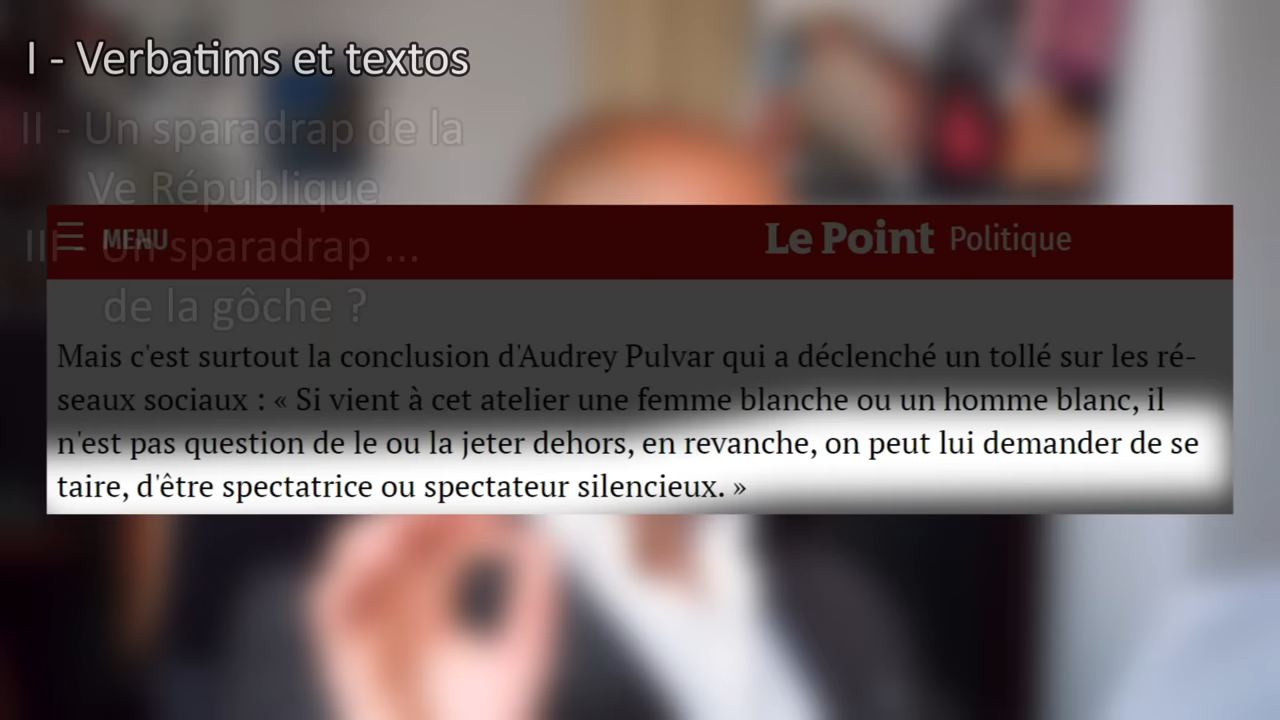 I - Verbatims et textos
II - Un sparadrap de la
Ve République
III - Un sparadrap ...
de la gôche ?
MENU
Le Point Politique
Mais c'est surtout la conclusion d'Audrey Pulvar qui a déclenché un tollé sur les ré-
seaux sociaux : « Si vient à cet atelier une femme blanche ou un homme blanc, il
n'est pas question de le ou la jeter dehors, en revanche, on peut lui demander de se
taire, d'être spectatrice ou spectateur silencieux. »